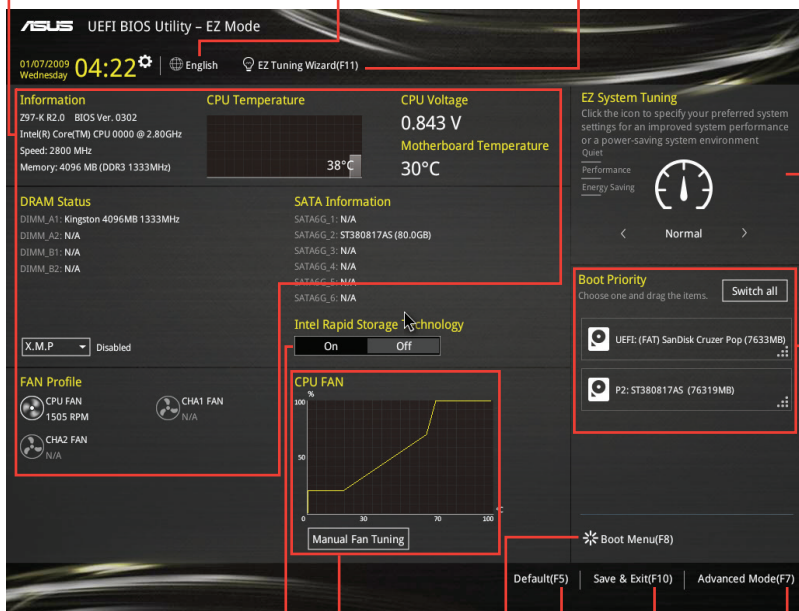 ASUS UEFI BIOS Utility – EZ Mode
01/07/2009
Wednesday
04:22
English
EZ Tuning Wizard(F11)
Information
Z97-K R2.0 BIOS Ver. 0302
Intel(R) Core(TM) CPU 0000 @ 2.80GHz
Speed: 2800 MHz
Memory: 4096 MB (DDR3 1333MHz)
CPU Temperature
38°C
CPU Voltage
0.843 V
Motherboard Temperature
30°C
EZ System Tuning
Click the icon to specify your preferred system
settings for an improved system performance
or a power-saving system environment
Quiet
Performance
Energy Saving
Normal
DRAM Status
DIMM_A1: Kingston 4096MB 1333MHz
DIMM_A2: N/A
DIMM_B1: N/A
DIMM_B2: N/A
X.M.P
Disabled
SATA Information
SATA6G_1: N/A
SATA6G_2: ST380817AS (80.0GB)
SATA6G_3: N/A
SATA6G_4: N/A
SATA6G_5: N/A
SATA6G_6: N/A
Intel Rapid Storage Technology
On Off
Boot Priority
Choose one and drag the items.
Switch all
UEFI: (FAT) SanDisk Cruzer Pop (7633MB)
P2: ST380817AS (76319MB)
FAN Profile
CPU FAN
1505 RPM
CHA1 FAN
N/A
CHA2 FAN
N/A
CPU FAN
%
100
50
0 30 70 100
°C
Manual Fan Tuning
Boot Menu(F8)
Default(F5)
Save & Exit(F10)
Advanced Mode(F7)